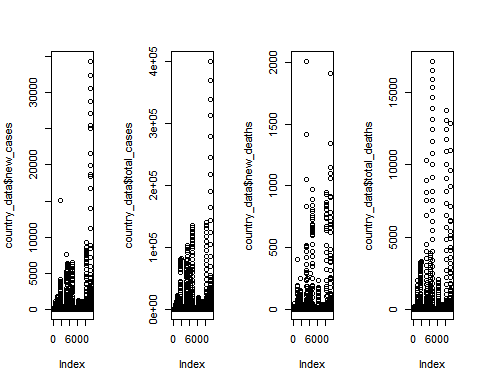 country_data$new_cases
0
5000
10000
20000
30000
0
6000
Index
country_data$total_cases
0e+00
1e+05
2e+05
3e+05
4e+05
0
6000
Index
country_data$new_deaths
0
500
1000
1500
2000
0
6000
Index
country_data$total_deaths
0
5000
10000
15000
0
6000
Index